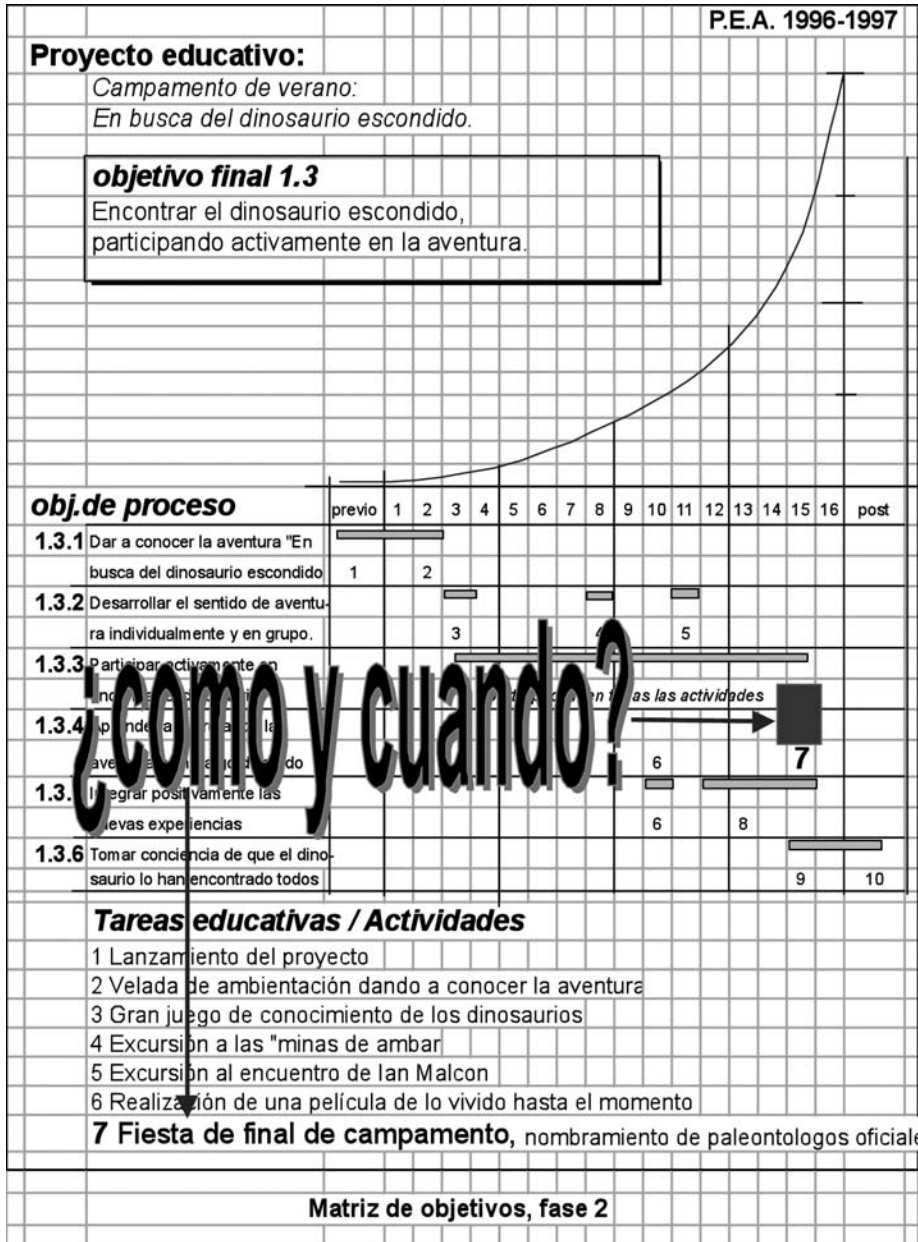 P.E.A. 1996-1997
Proyecto educativo:
Campamento de verano:
En busca del dinosaurio escondido.
objetivo final 1.3
Encontrar el dinosaurio escondido,
participando activamente en la aventura.
obj.de proceso previo 1 2 3 4 5 6 7 8 9 10 11 12 13 14 15 16 post
1.3.1 Dar a conocer la aventura "En
busca del dinosaurio escondido 1 2
1.3.2 Desarrollar el sentido de aventu-
ra individualmente y en grupo. 3 4 5
1.3.3 Participar activamente en
las actividades
¿como y cuando?
1.3.4
6 7
1.3. Integrar positivamente las
nuevas experiencias 6 8
1.3.6 Tomar conciencia de que el dino-
saurio lo han encontrado todos 9 10
Tareas educativas / Actividades
1 Lanzamiento del proyecto
2 Velada de ambientación dando a conocer la aventura
3 Gran juego de conocimiento de los dinosaurios
4 Excursión a las "minas de ambar
5 Excursión al encuentro de Ian Malcon
6 Realización de una película de lo vivido hasta el momento
7 Fiesta de final de campamento, nombramiento de paleontologos oficiale
Matriz de objetivos, fase 2